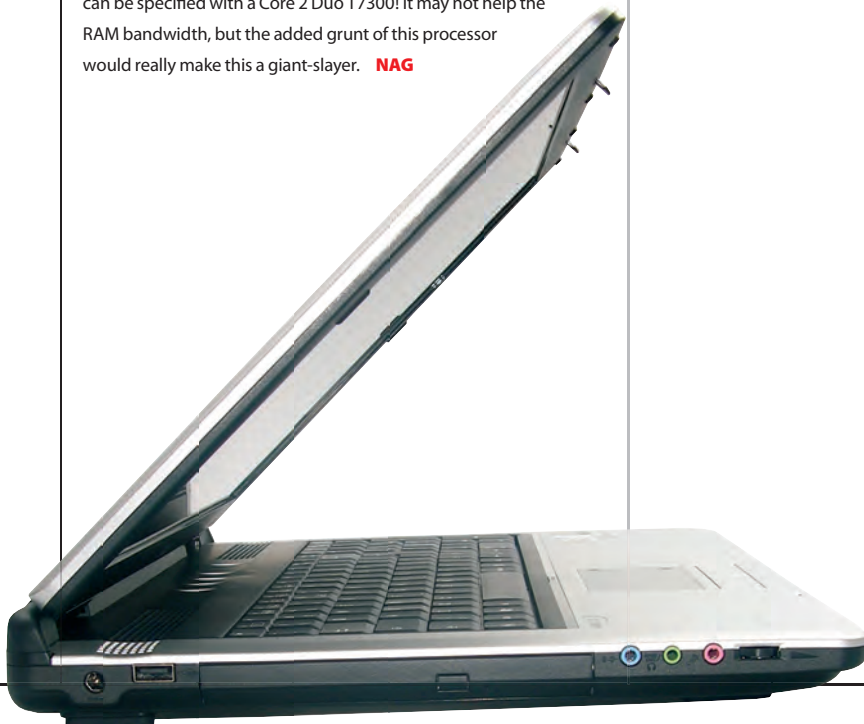 can be specified with a Core 2 Duo T7300! It may not help the
RAM bandwidth, but the added grunt of this processor
would really make this a giant-slayer. NAG